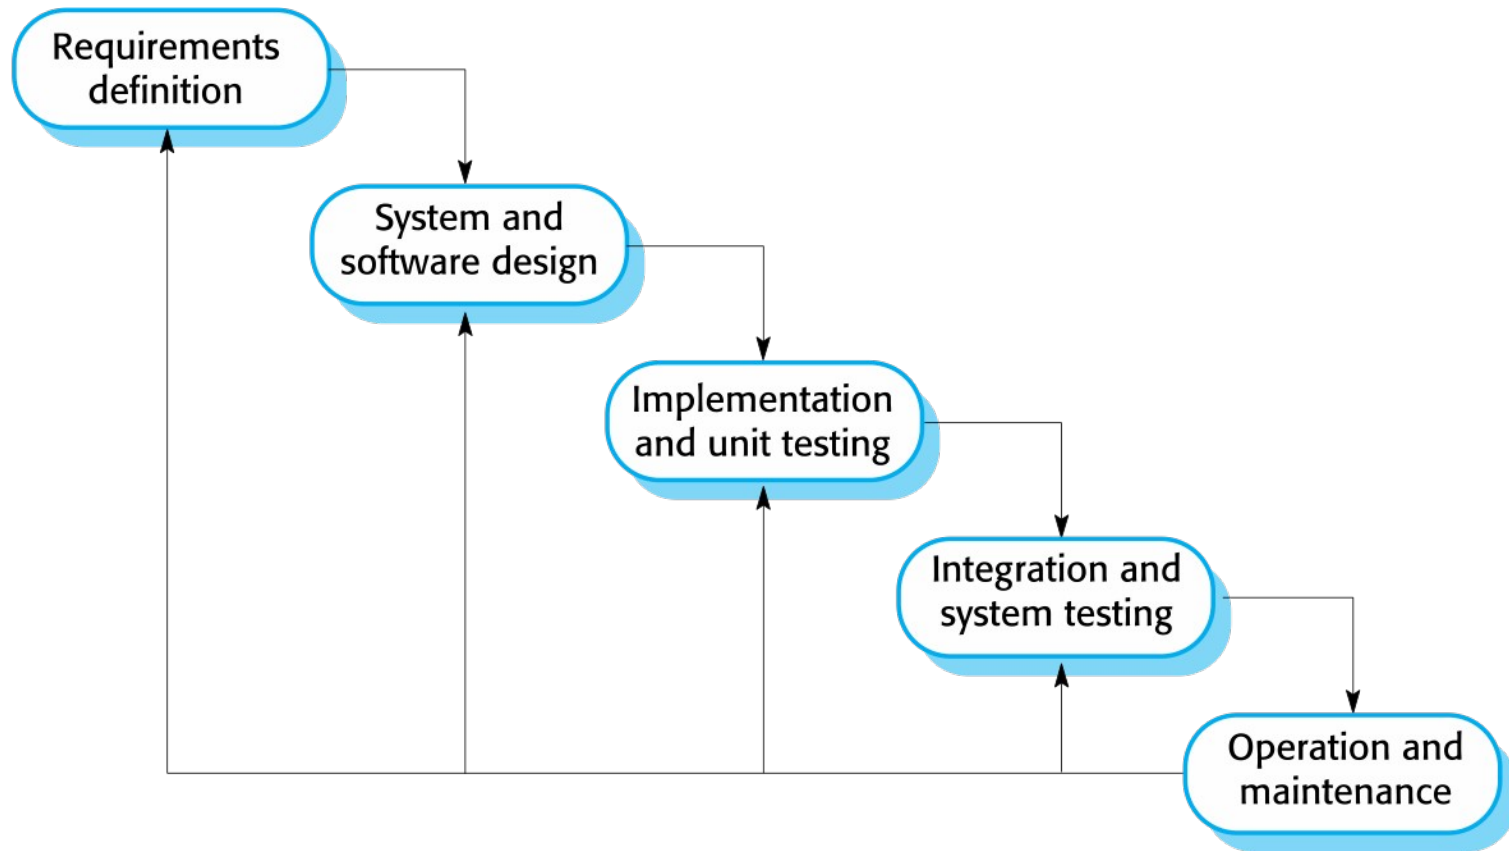 Requirements
definition
System and
software design
Implementation
and unit testing
Integration and
system testing
Operation and
maintenance